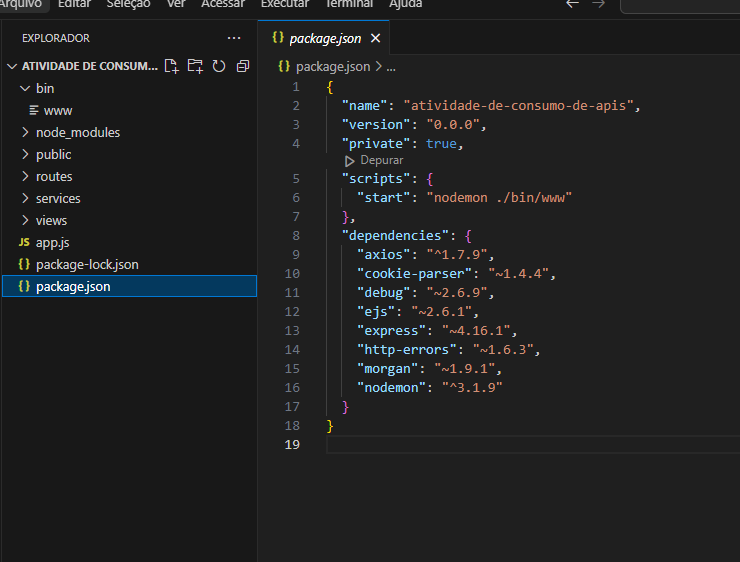 Arquivo Editar Seleção Ver Acessar Executar Terminal Ajuda
EXPLORADOR ...
ATIVIDADE DE CONSUM...
bin
www
node_modules
public
routes
services
views
JS app.js
{} package-lock.json
{} package.json
{} package.json ×
{} package.json > ...
1 {
2 "name": "atividade-de-consumo-de-apis",
3 "version": "0.0.0",
4 "private": true,
Depurar
5 "scripts": {
6 "start": "nodemon ./bin/www"
7 },
8 "dependencies": {
9 "axios": "^1.7.9",
10 "cookie-parser": "~1.4.4",
11 "debug": "~2.6.9",
12 "ejs": "~2.6.1",
13 "express": "~4.16.1",
14 "http-errors": "~1.6.3",
15 "morgan": "~1.9.1",
16 "nodemon": "^3.1.9"
17 }
18 }
19